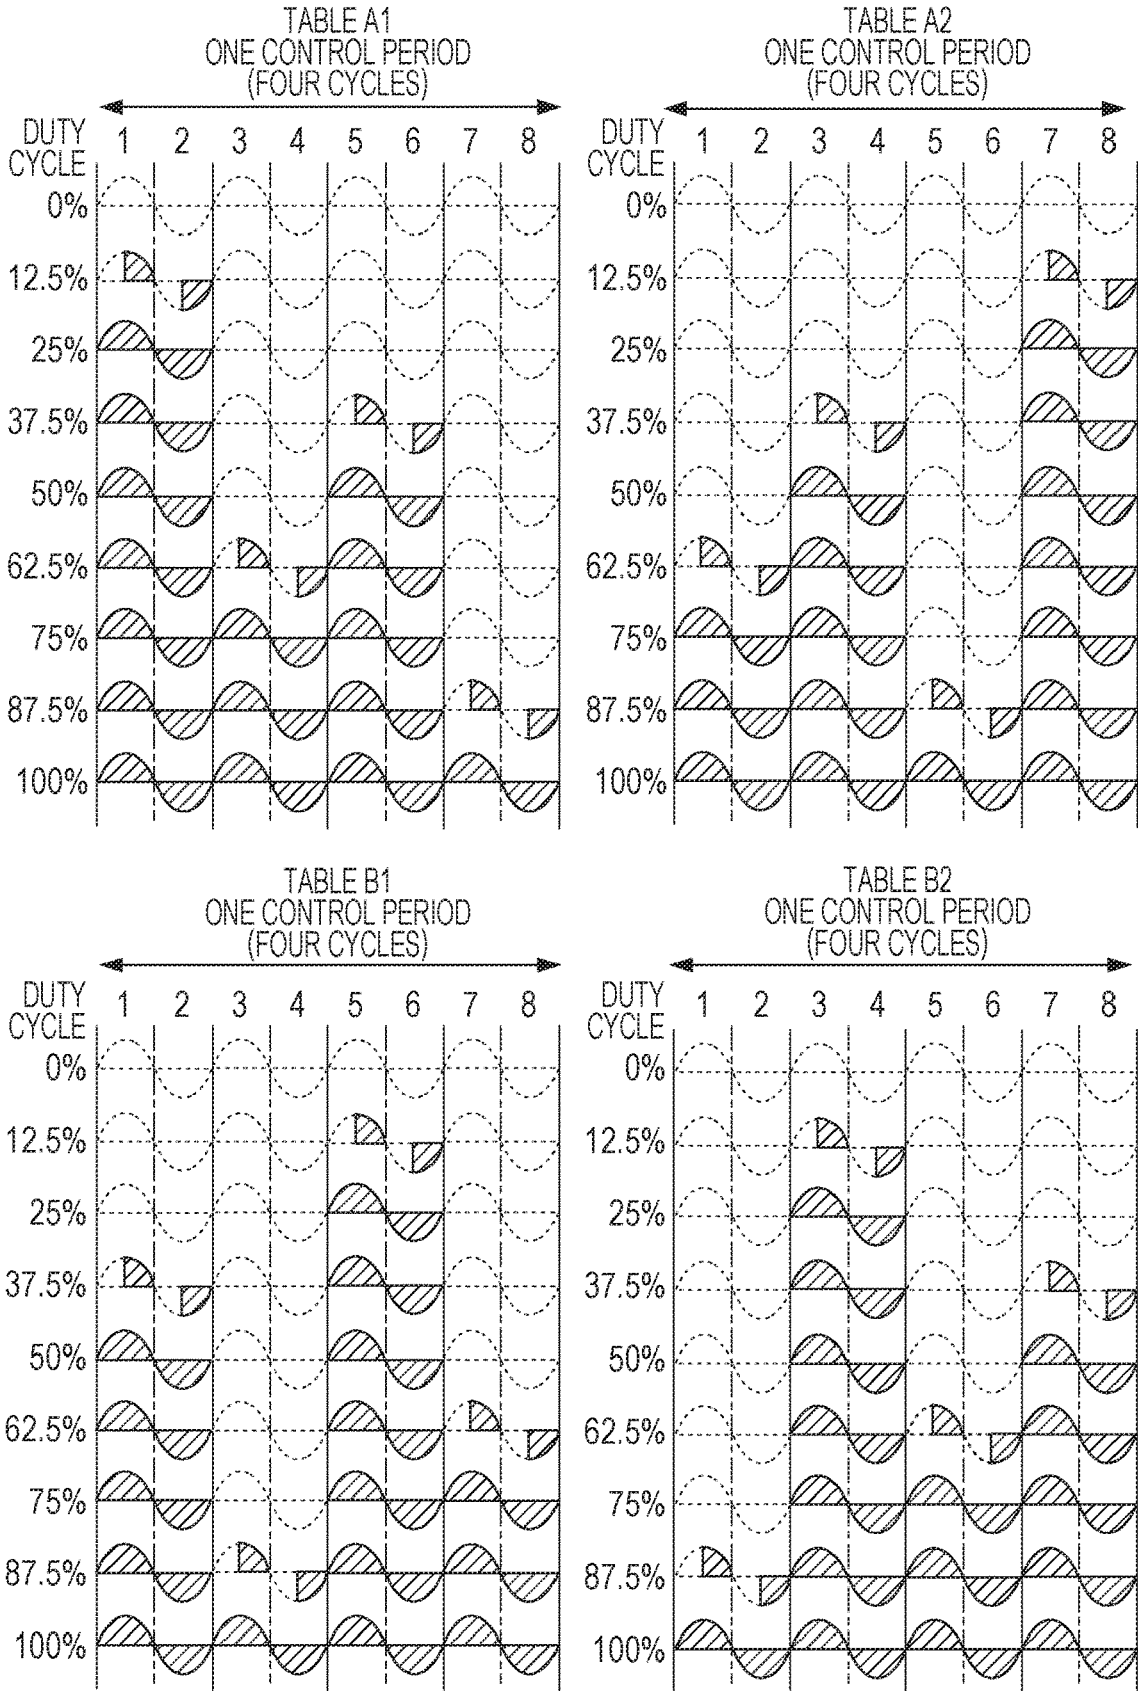 TABLE A1
ONE CONTROL PERIOD
(FOUR CYCLES)
DUTY
CYCLE
1 2 3 4 5 6 7 8
0%
12.5%
25%
37.5%
50%
62.5%
75%
87.5%
100%
TABLE A2
ONE CONTROL PERIOD
(FOUR CYCLES)
DUTY
CYCLE
1 2 3 4 5 6 7 8
0%
12.5%
25%
37.5%
50%
62.5%
75%
87.5%
100%
TABLE B1
ONE CONTROL PERIOD
(FOUR CYCLES)
DUTY
CYCLE
1 2 3 4 5 6 7 8
0%
12.5%
25%
37.5%
50%
62.5%
75%
87.5%
100%
TABLE B2
ONE CONTROL PERIOD
(FOUR CYCLES)
DUTY
CYCLE
1 2 3 4 5 6 7 8
0%
12.5%
25%
37.5%
50%
62.5%
75%
87.5%
100%